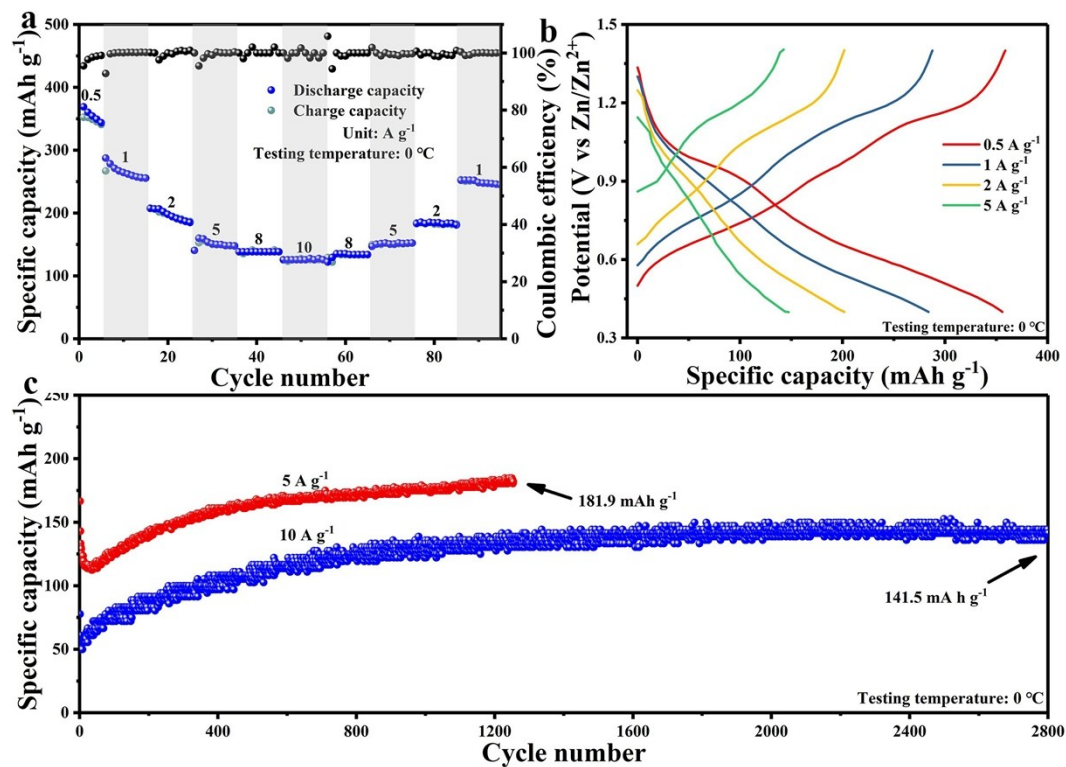 a
500
450
400
350
300
250
200
150
100
50
0
Specific capacity (mAh g-1)
0.5
1
2
5
8
10
8
5
2
1
Discharge capacity
Charge capacity
Unit: A g-1
Testing temperature: 0 °C
100
80
60
40
20
0
Coulombic efficiency (%)
0 20 40 60 80
Cycle number
b
1.5
1.2
0.9
0.6
0.3
Potential (V vs Zn/Zn2+)
0.5 A g-1
1 A g-1
2 A g-1
5 A g-1
Testing temperature: 0 °C
0 100 200 300 400
Specific capacity (mAh g-1)
c
250
200
150
100
50
0
Specific capacity (mAh g-1)
5 A g-1
181.9 mAh g-1
10 A g-1
141.5 mA h g-1
Testing temperature: 0 °C
0 400 800 1200 1600 2000 2400 2800
Cycle number